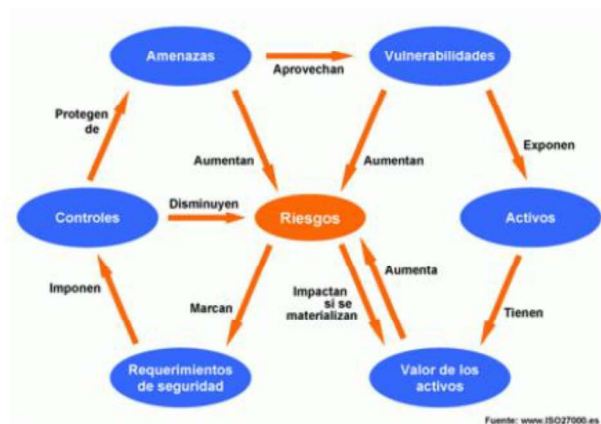 Amenazas
Aprovechan
Vulnerabilidades
Protegen
de
Aumentan
Aumentan
Exponen
Controles
Disminuyen
Riesgos
Activos
Imponen
Marcan
Impactan
si se
materializan
Aumenta
Tienen
Requerimientos
de seguridad
Valor de los
activos
Fuente: www.ISO27000.es